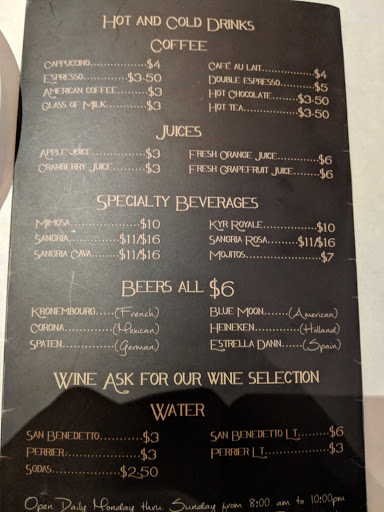 Hot and Cold Drinks
Coffee
Cappuccino..............$4
Espresso..............$3.50
American coffee........$3
Glass of Milk...........$3
Café au lait..............$4
Double espresso.........$5
Hot Chocolate........$3.50
Hot tea.................$3.50
Juices
Apple juice..............$3
Cranberry Juice........$3
Fresh Orange Juice..........$6
Fresh Grapefruit Juice......$6
Specialty Beverages
Mimosa..................$10
Sangria.............$11/$16
Sangria Cava......$11/$16
Kyr Royale.............$10
Sangria Rosa........$11/$16
Mojitos...................$7
Beers all $6
Kronembourg....(French)
Corona............(Mexican)
Spaten............(German)
Blue Moon......(American)
Heineken.........(Holland)
Estrella Dann......(Spain)
Wine Ask for our wine selection
Water
San Benedetto..........$3
Perrier...................$3
Sodas................$2.50
San Benedetto Lt.......$6
Perrier Lt...............$3
Open Daily Monday thru Sunday from 8:00 am to 10:00pm